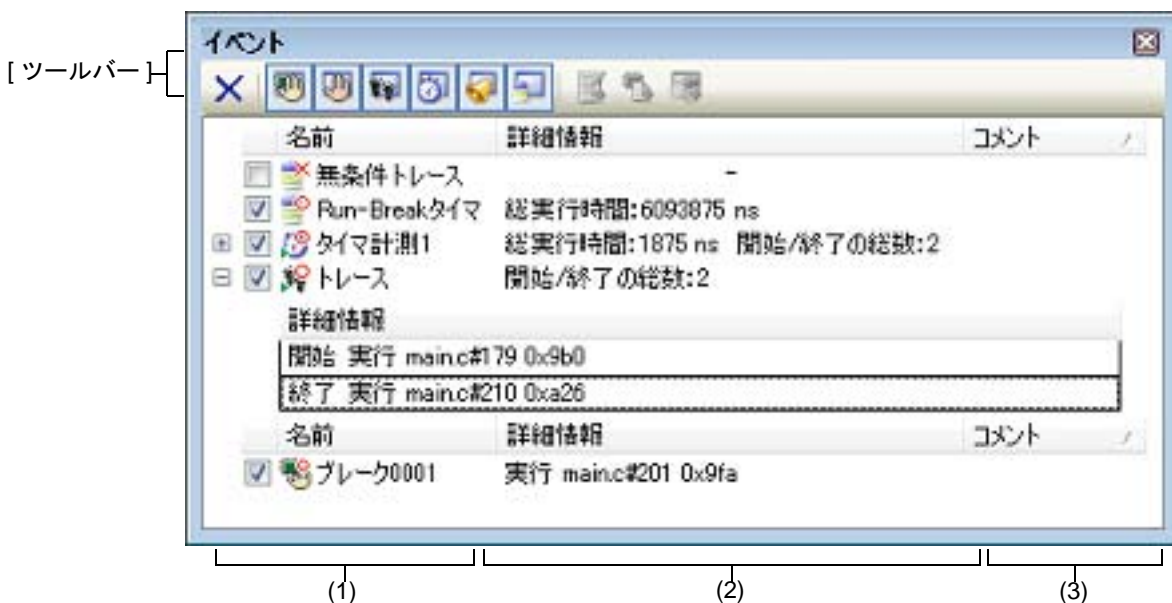 イベント
[ ツールバー ]
名前 詳細情報 コメント
無条件トレース -
Run-Breakタイマ 総実行時間:6093875 ns
タイマ計測1 総実行時間:1875 ns 開始/終了の総数:2
トレース 開始/終了の総数:2
詳細情報
開始 実行 main.c#179 0x9b0
終了 実行 main.c#210 0xa26
名前 詳細情報 コメント
ブレーク0001 実行 main.c#201 0x9fa
(1) (2) (3)